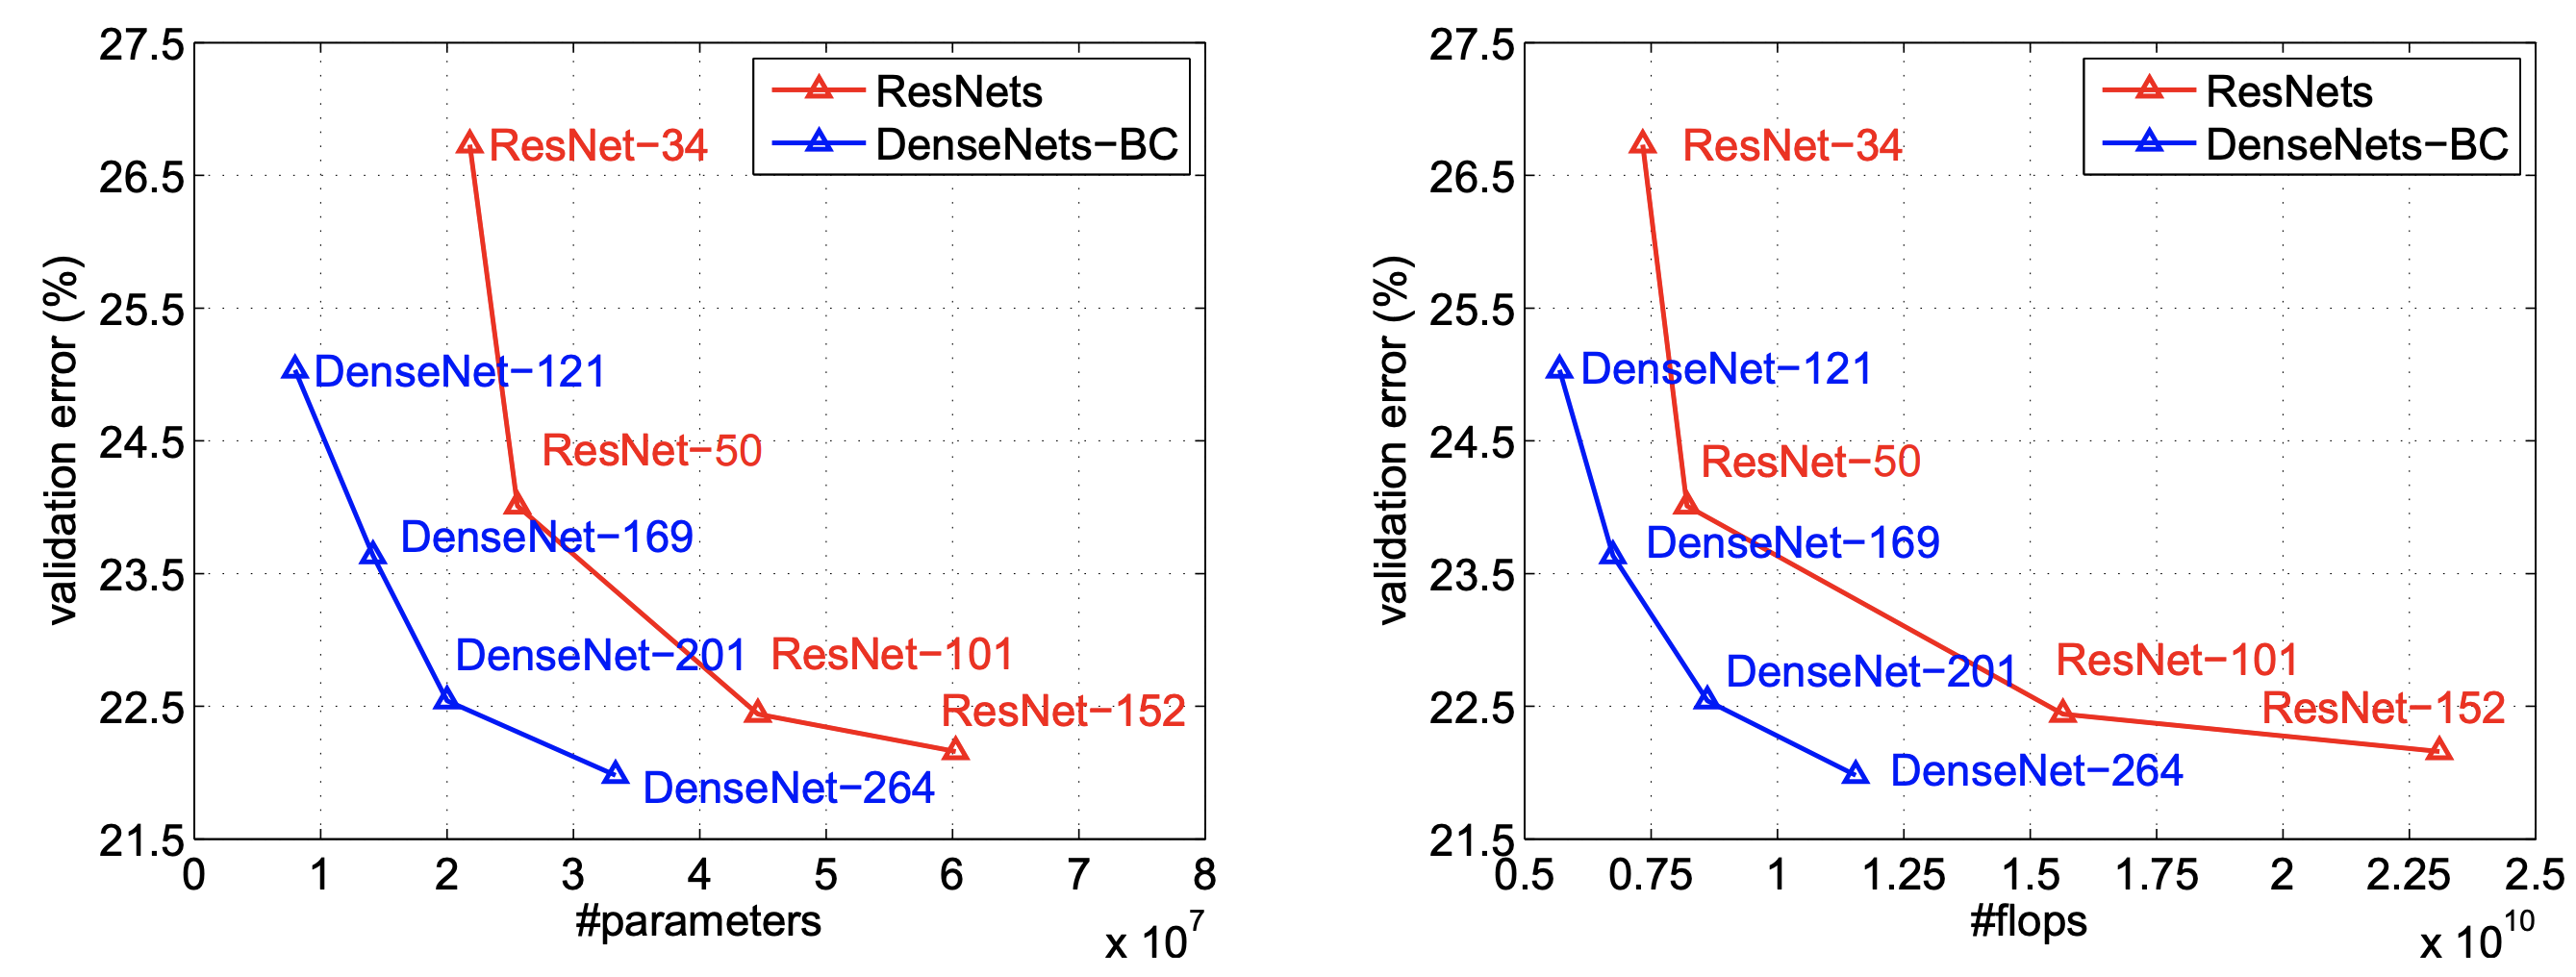 27.5
26.5
25.5
24.5
23.5
22.5
21.5
validation error (%)
ResNets
DenseNets−BC
ResNet−34
DenseNet−121
ResNet−50
DenseNet−169
DenseNet−201
ResNet−101
ResNet−152
DenseNet−264
0 1 2 3 4 5 6 7 8
#parameters
x 10^7
27.5
26.5
25.5
24.5
23.5
22.5
21.5
validation error (%)
ResNets
DenseNets−BC
ResNet−34
DenseNet−121
ResNet−50
DenseNet−169
DenseNet−201
ResNet−101
ResNet−152
DenseNet−264
0.5 0.75 1 1.25 1.5 1.75 2 2.25 2.5
#flops
x 10^10